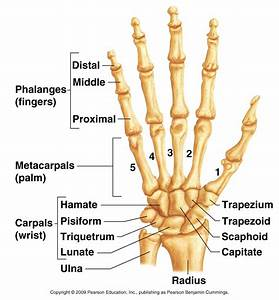 Distal
Middle
Phalanges
(fingers)
Proximal
Metacarpals
(palm)
5
4
3
2
1
Hamate
Trapezium
Carpals
(wrist)
Pisiform
Trapezoid
Triquetrum
Scaphoid
Lunate
Capitate
Ulna
Radius
Copyright ©2009 Pearson Education, Inc., publishing as Pearson Benjamin Cummings.